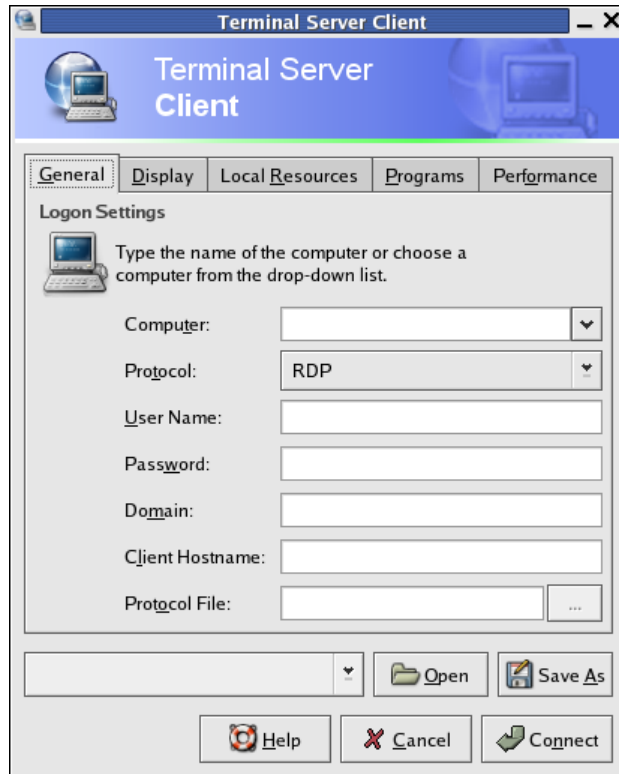 Terminal Server Client
Terminal Server
Client
General Display Local Resources Programs Performance
Logon Settings
Type the name of the computer or choose a
computer from the drop-down list.
Computer:
Protocol: RDP
User Name:
Password:
Domain:
Client Hostname:
Protocol File: ...
Open Save As
Help Cancel Connect